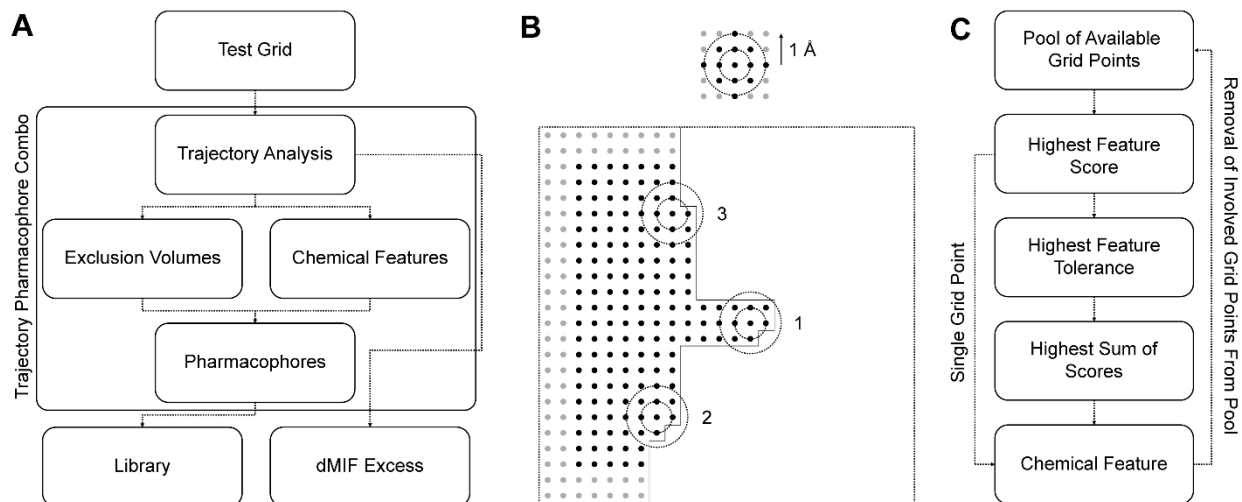 A
Test Grid
Trajectory Pharmacophore Combo
Trajectory Analysis
Exclusion Volumes
Chemical Features
Pharmacophores
Library
dMIF Excess
B
1 Å
3
1
2
C
Pool of Available
Grid Points
Highest Feature
Score
Highest Feature
Tolerance
Highest Sum of
Scores
Chemical Feature
Single Grid Point
Removal of Involved Grid Points From Pool